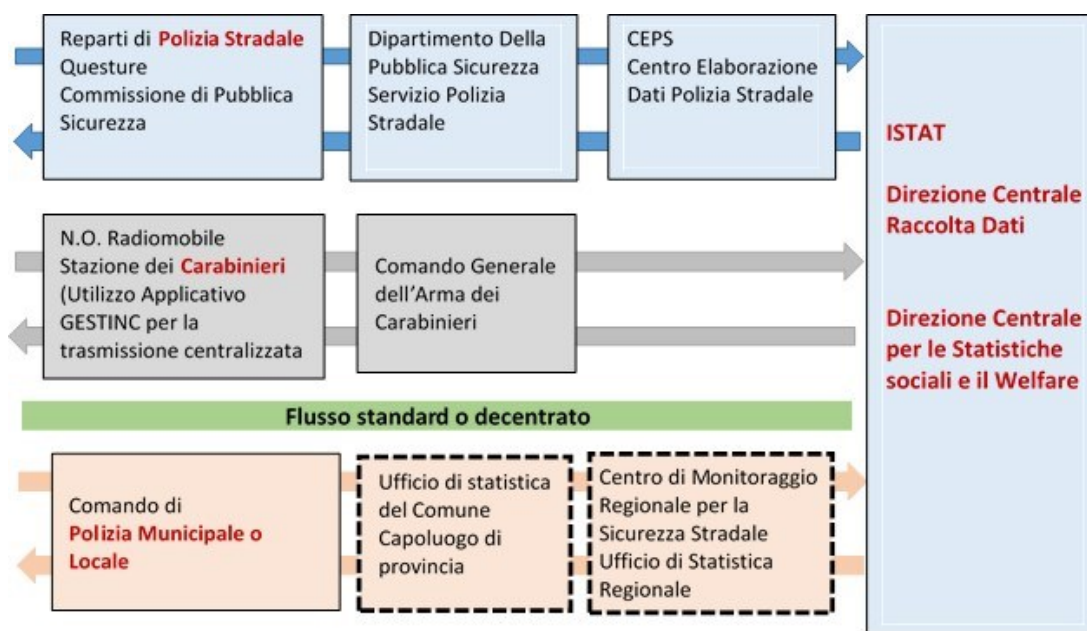 Reparti di Polizia Stradale
Questure
Commissione di Pubblica
Sicurezza
Dipartimento Della
Pubblica Sicurezza
Servizio Polizia
Stradale
CEPS
Centro Elaborazione
Dati Polizia Stradale
N.O. Radiomobile
Stazione dei Carabinieri
(Utilizzo Applicativo
GESTINC per la
trasmissione centralizzata
Comando Generale
dell'Arma dei
Carabinieri
Flusso standard o decentrato
Comando di
Polizia Municipale o
Locale
Ufficio di statistica
del Comune
Capoluogo di
provincia
Centro di Monitoraggio
Regionale per la
Sicurezza Stradale
Ufficio di Statistica
Regionale
ISTAT
Direzione Centrale
Raccolta Dati
Direzione Centrale
per le Statistiche
sociali e il Welfare